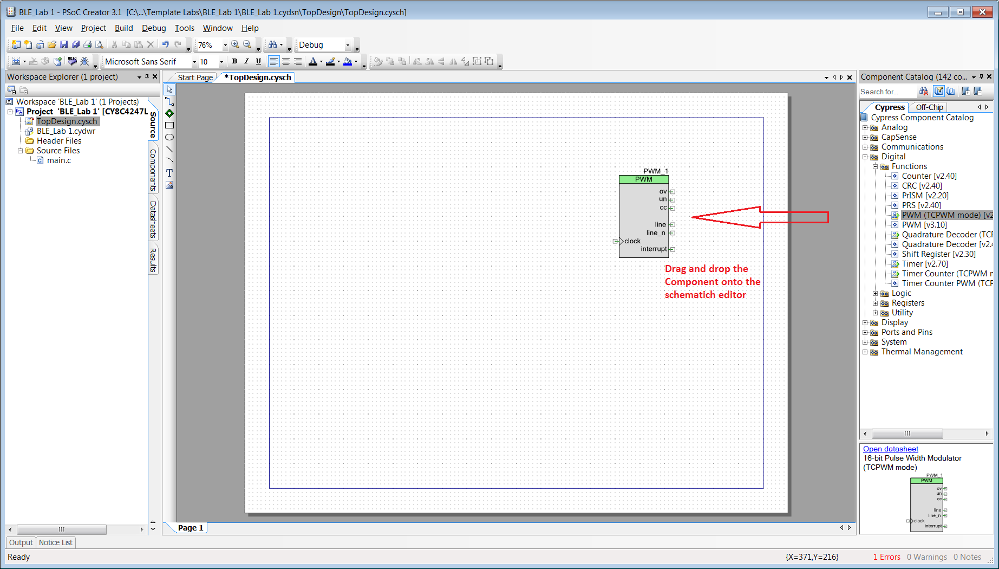 BLE_Lab 1 - PSoC Creator 3.1 [C:\...\Template Labs\BLE_Lab 1\BLE_Lab 1.cydsn\TopDesign\TopDesign.cysch]
File Edit View Project Build Debug Tools Window Help
76% Debug
Microsoft Sans Serif 10 B I U A
Workspace Explorer (1 project)
Workspace 'BLE_Lab 1' (1 Projects)
Project 'BLE_Lab 1' [CY8C4247L
TopDesign.cysch
BLE_Lab 1.cydwr
Header Files
Source Files
main.c
Source
Components
Datasheets
Results
Start Page *TopDesign.cysch
T
PWM_1
PWM
ov
un
cc
line
line_n
clock
interrupt
Drag and drop the
Component onto the
schematich editor
Page 1
Component Catalog (142 co...
Search for...
Cypress Off-Chip
Cypress Component Catalog
Analog
CapSense
Communications
Digital
Functions
Counter [v2.40]
CRC [v2.40]
PrISM [v2.20]
PRS [v2.40]
PWM (TCPWM mode) [v2
PWM [v3.10]
Quadrature Decoder (TCP
Quadrature Decoder [v2.4
Shift Register [v2.30]
Timer [v2.70]
Timer Counter (TCPWM m
Timer Counter PWM (TCP
Logic
Registers
Utility
Display
Ports and Pins
System
Thermal Management
Open datasheet
16-bit Pulse Width Modulator
(TCPWM mode)
PWM_1
PWM
ov
un
cc
line
line_n
clock
interrupt
Output Notice List
Ready {X=371,Y=216} 1 Errors 0 Warnings 0 Notes